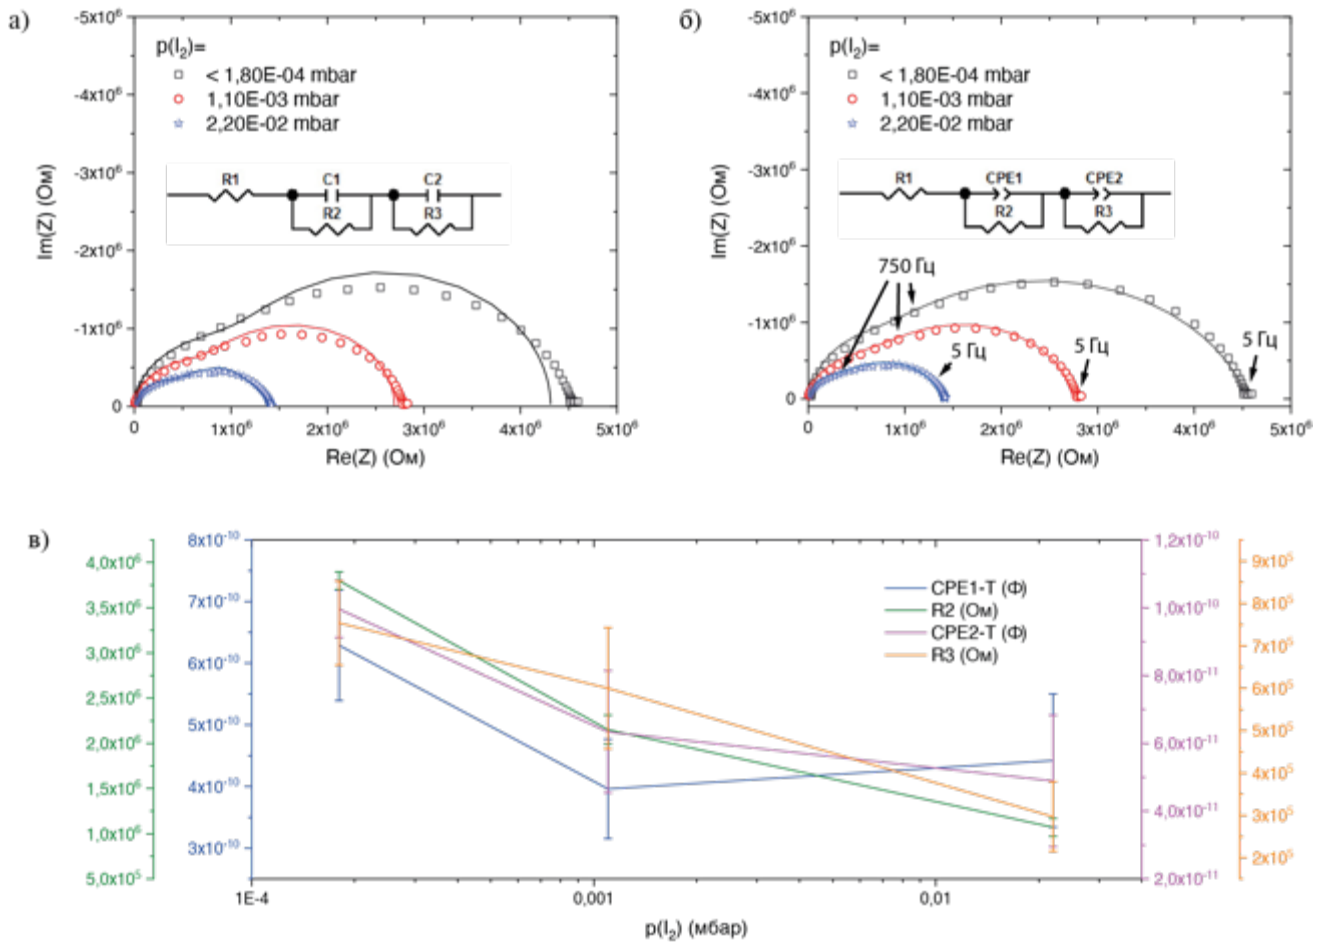 а)
-5x10⁶
-4x10⁶
-3x10⁶
-2x10⁶
-1x10⁶
0
Im(Z) (Ом)
p(I₂)=
< 1,80E-04 mbar
1,10E-03 mbar
2,20E-02 mbar
R1
C1
C2
R2
R3
0
1x10⁶
2x10⁶
3x10⁶
4x10⁶
5x10⁶
Re(Z) (Ом)
б)
-5x10⁶
-4x10⁶
-3x10⁶
-2x10⁶
-1x10⁶
0
Im(Z) (Ом)
p(I₂)=
< 1,80E-04 mbar
1,10E-03 mbar
2,20E-02 mbar
R1
CPE1
CPE2
R2
R3
750 Гц
5 Гц
5 Гц
5 Гц
0
1x10⁶
2x10⁶
3x10⁶
4x10⁶
5x10⁶
Re(Z) (Ом)
в)
4,0x10⁶
3,5x10⁶
3,0x10⁶
2,5x10⁶
2,0x10⁶
1,5x10⁶
1,0x10⁶
5,0x10⁵
8x10⁻¹⁰
7x10⁻¹⁰
6x10⁻¹⁰
5x10⁻¹⁰
4x10⁻¹⁰
3x10⁻¹⁰
CPE1-T (Ф)
R2 (Ом)
CPE2-T (Ф)
R3 (Ом)
1,2x10⁻¹⁰
1,0x10⁻¹⁰
8,0x10⁻¹¹
6,0x10⁻¹¹
4,0x10⁻¹¹
2,0x10⁻¹¹
9x10⁵
8x10⁵
7x10⁵
6x10⁵
5x10⁵
4x10⁵
3x10⁵
2x10⁵
1E-4
0,001
0,01
p(I₂) (мбар)